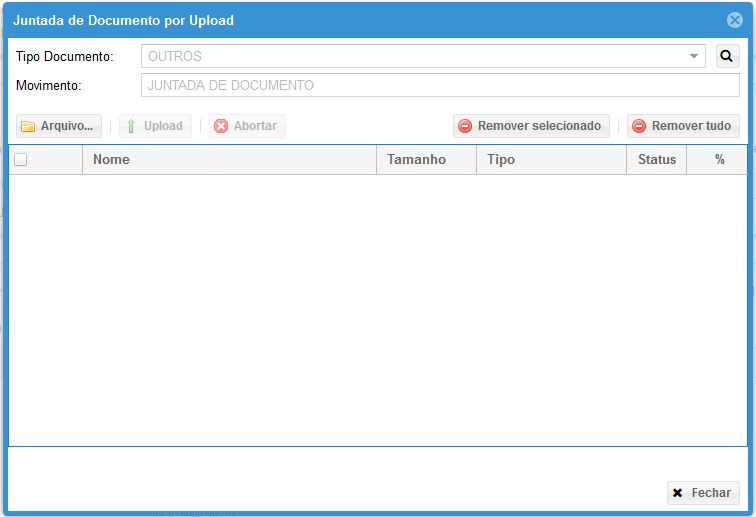 Juntada de Documento por Upload
Tipo Documento: OUTROS
Movimento: JUNTADA DE DOCUMENTO
Arquivo... Upload Abortar Remover selecionado Remover tudo
Nome Tamanho Tipo Status %
Fechar